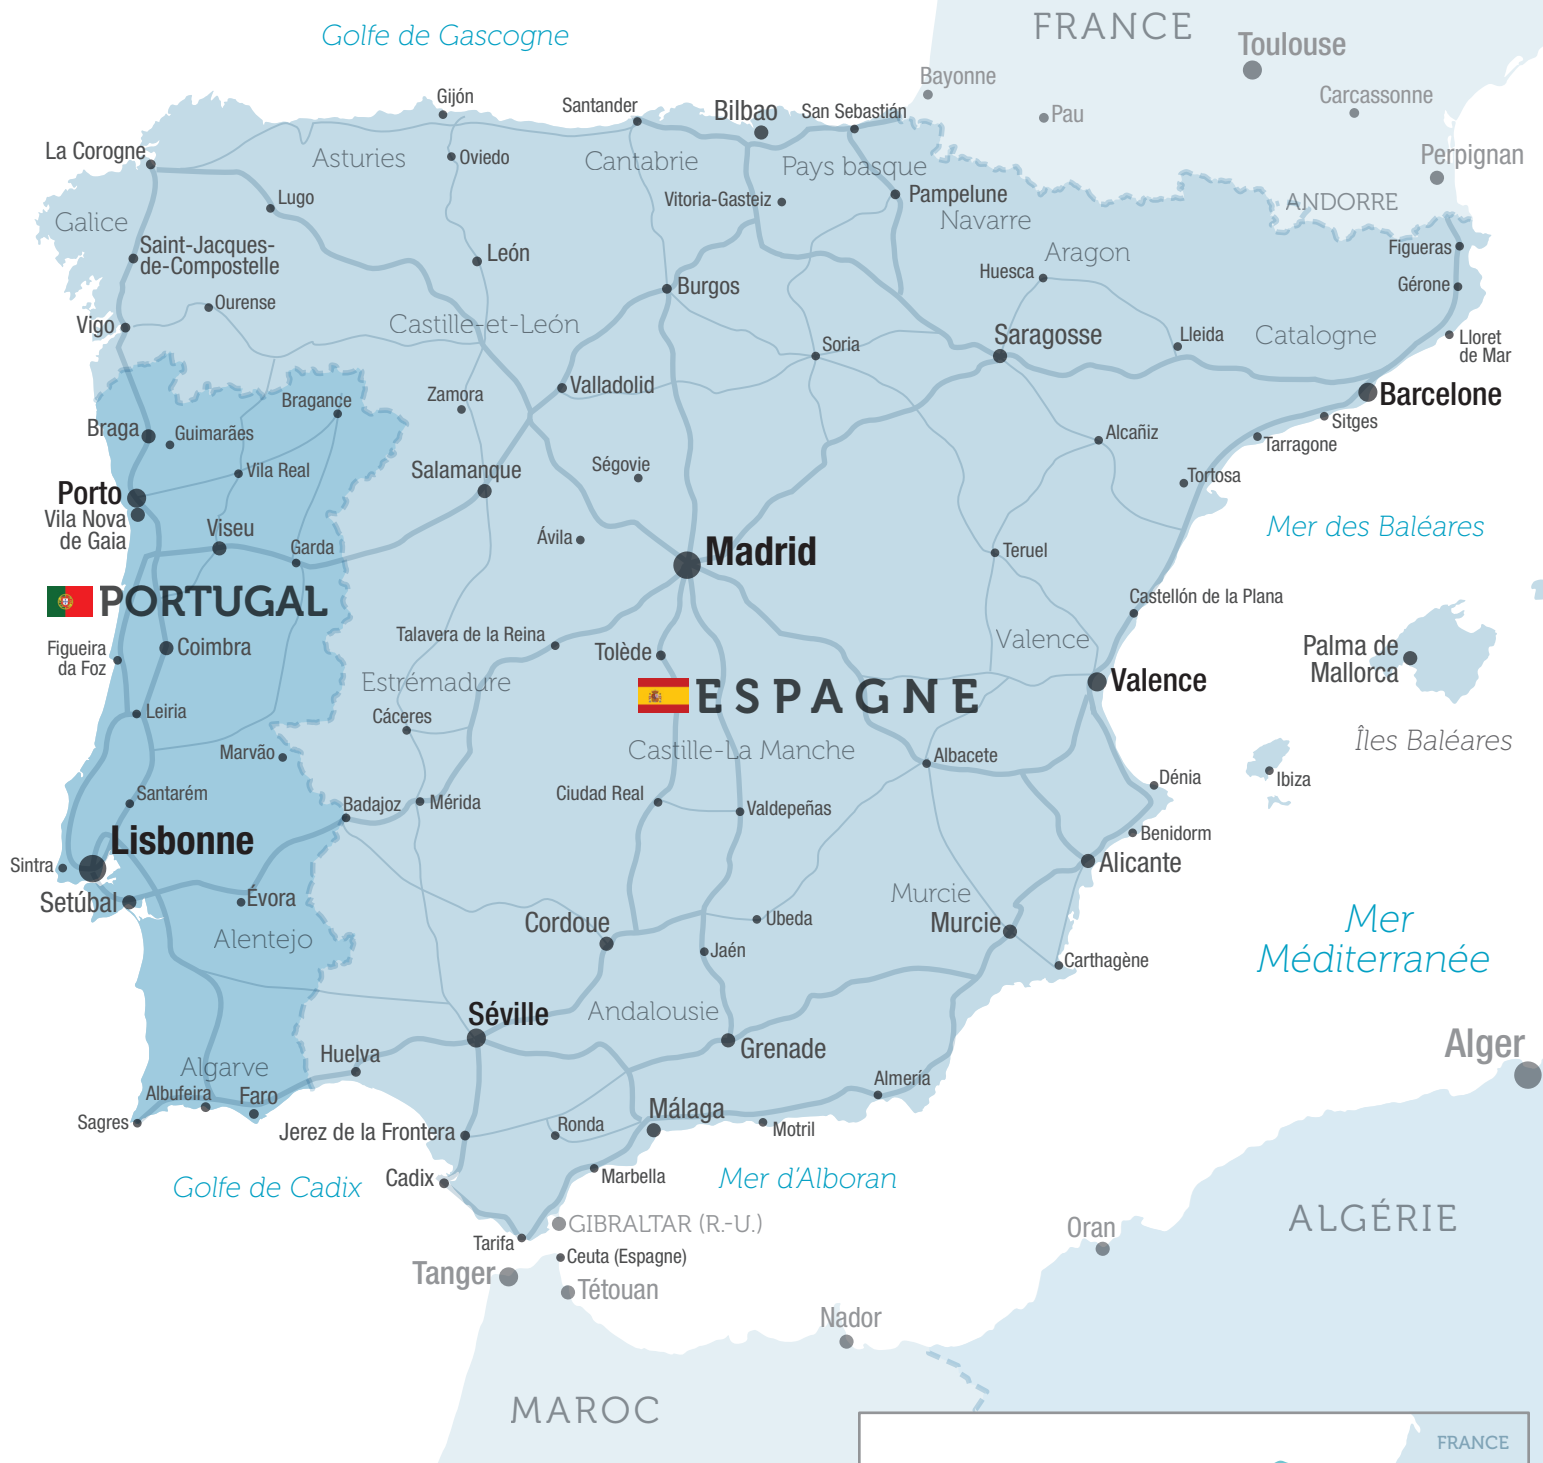 FRANCE
Golfe de Gascogne
Toulouse
Bayonne
Carcassonne
Gijón
Santander
Bilbao
San Sebastián
Pau
La Corogne
Asturies
Oviedo
Cantabrie
Pays basque
Perpignan
Lugo
Vitoria-Gasteiz
Pampelune
ANDORRE
Galice
Navarre
Saint-Jacques-
de-Compostelle
León
Aragon
Figueras
Huesca
Ourense
Burgos
Gérone
Vigo
Castille-et-León
Soria
Saragosse
Lleida
Catalogne
Lloret
de Mar
Valladolid
Zamora
Bragance
Barcelone
Braga
Guimarães
Sitges
Alcañiz
Tarragone
Vila Real
Salamanque
Ségovie
Tortosa
Porto
Vila Nova
de Gaia
Viseu
Garda
Ávila
Madrid
Teruel
Mer des Baléares
PORTUGAL
Castellón de la Plana
Figueira
da Foz
Coimbra
Talavera de la Reina
Tolède
Valence
Palma de
Mallorca
Estrémadure
ESPAGNE
Valence
Leiria
Cáceres
Marvão
Castille-La Manche
Albacete
Îles Baléares
Dénia
Ibiza
Santarém
Badajoz
Mérida
Ciudad Real
Valdepeñas
Lisbonne
Benidorm
Sintra
Alicante
Setúbal
Évora
Murcie
Alentejo
Cordoue
Ubeda
Murcie
Mer
Méditerranée
Jaén
Carthagène
Séville
Andalousie
Alger
Grenade
Huelva
Algarve
Albufeira
Faro
Almería
Sagres
Málaga
Jerez de la Frontera
Ronda
Motril
Golfe de Cadix
Cadix
Marbella
Mer d'Alboran
GIBRALTAR (R.-U.)
ALGÉRIE
Oran
Tarifa
Ceuta (Espagne)
Tanger
Tétouan
Nador
MAROC
FRANCE